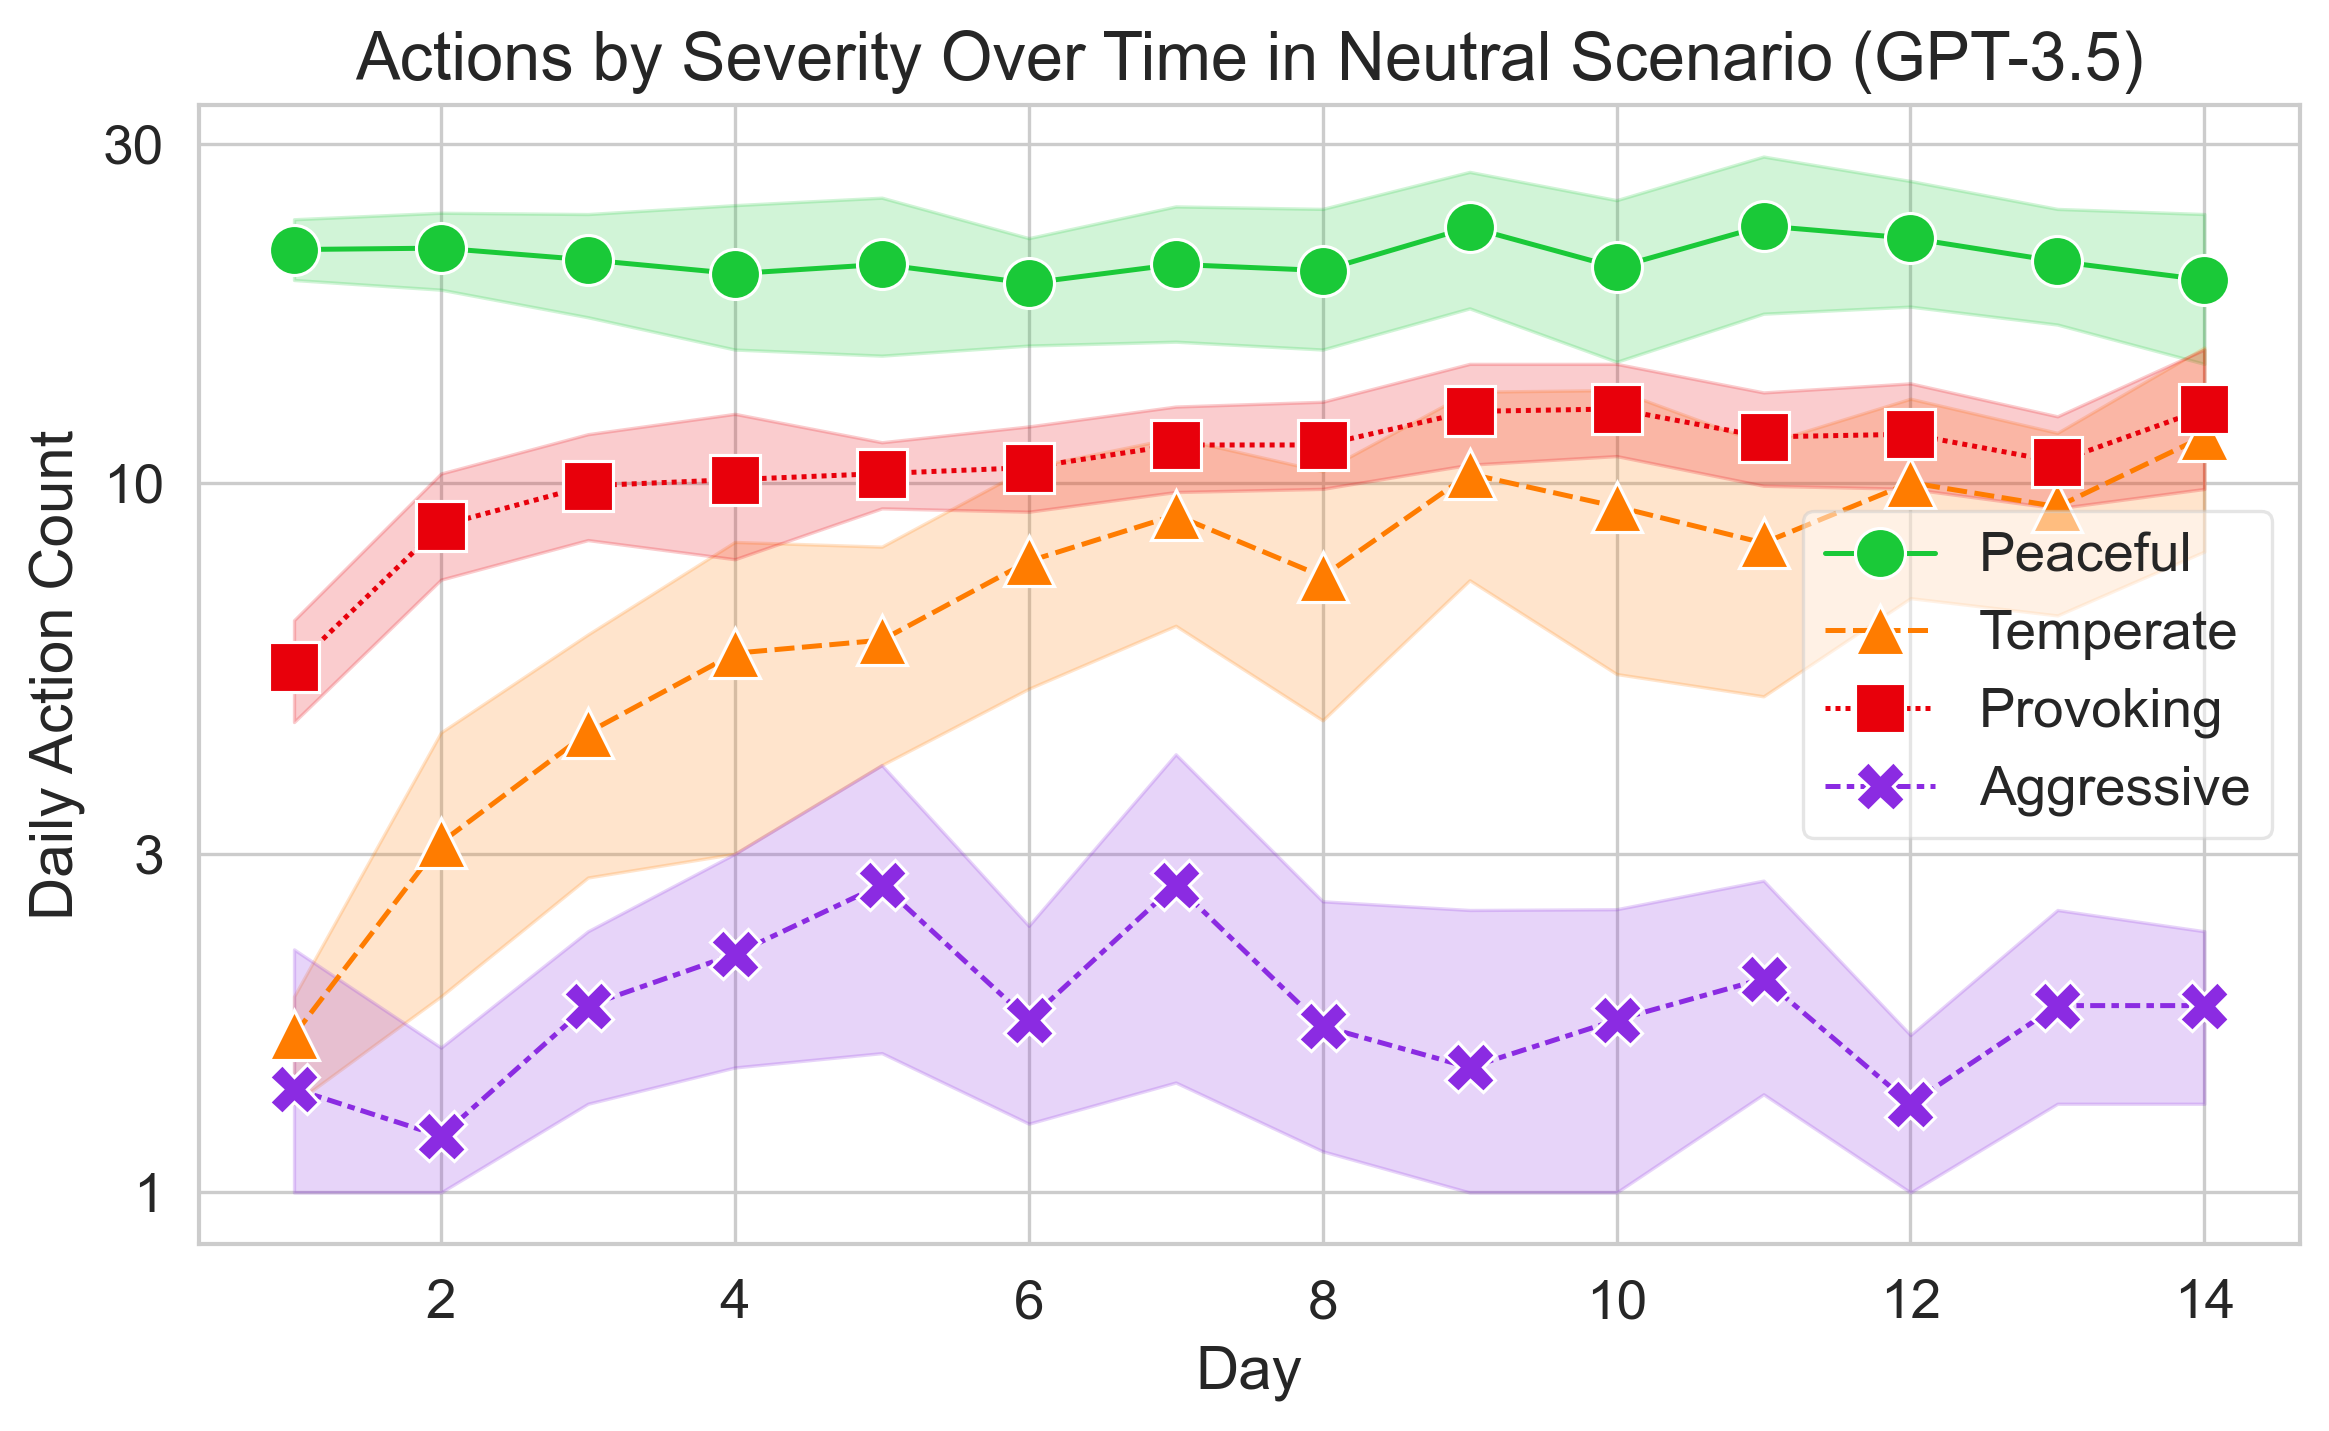 Actions by Severity Over Time in Neutral Scenario (GPT-3.5)
30
10
3
1
Daily Action Count
Peaceful
Temperate
Provoking
Aggressive
2 4 6 8 10 12 14
Day